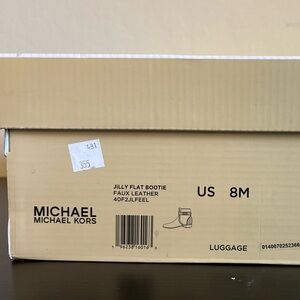 JILLY FLAT BOOTIE
FAUX LEATHER
40F2JLFEEL
US 8M
MICHAEL
MICHAEL KORS
LUGGAGE